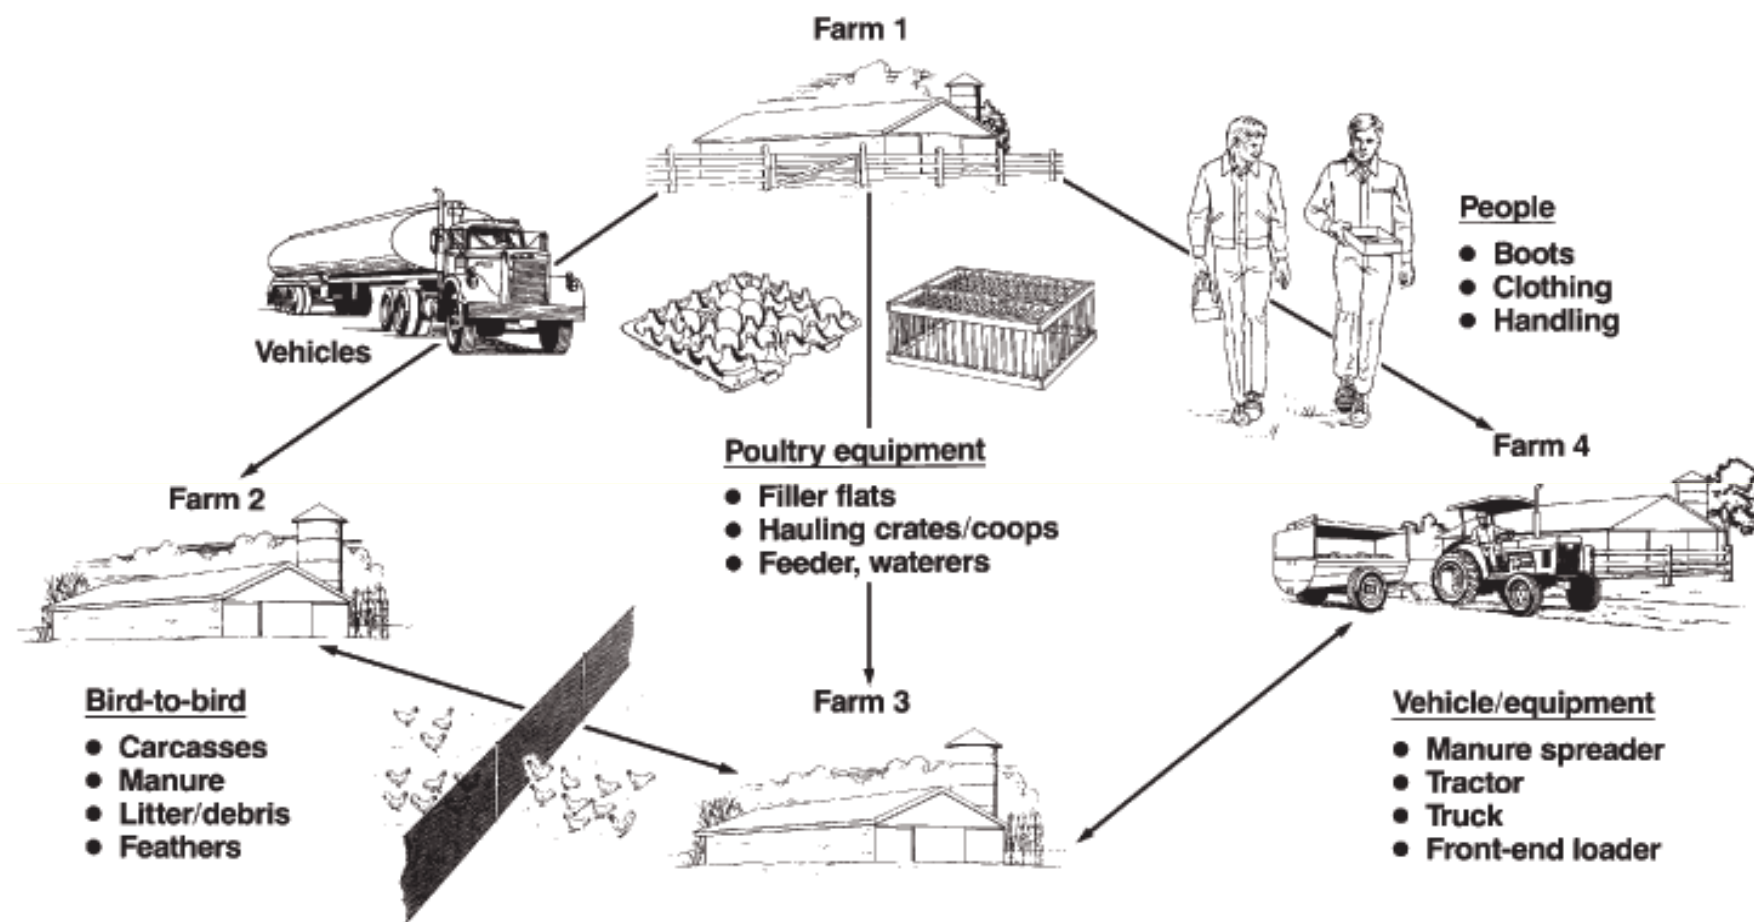 Farm 1
People
● Boots
● Clothing
● Handling
Vehicles
Poultry equipment
● Filler flats
● Hauling crates/coops
● Feeder, waterers
Farm 4
Farm 2
Bird-to-bird
● Carcasses
● Manure
● Litter/debris
● Feathers
Farm 3
Vehicle/equipment
● Manure spreader
● Tractor
● Truck
● Front-end loader